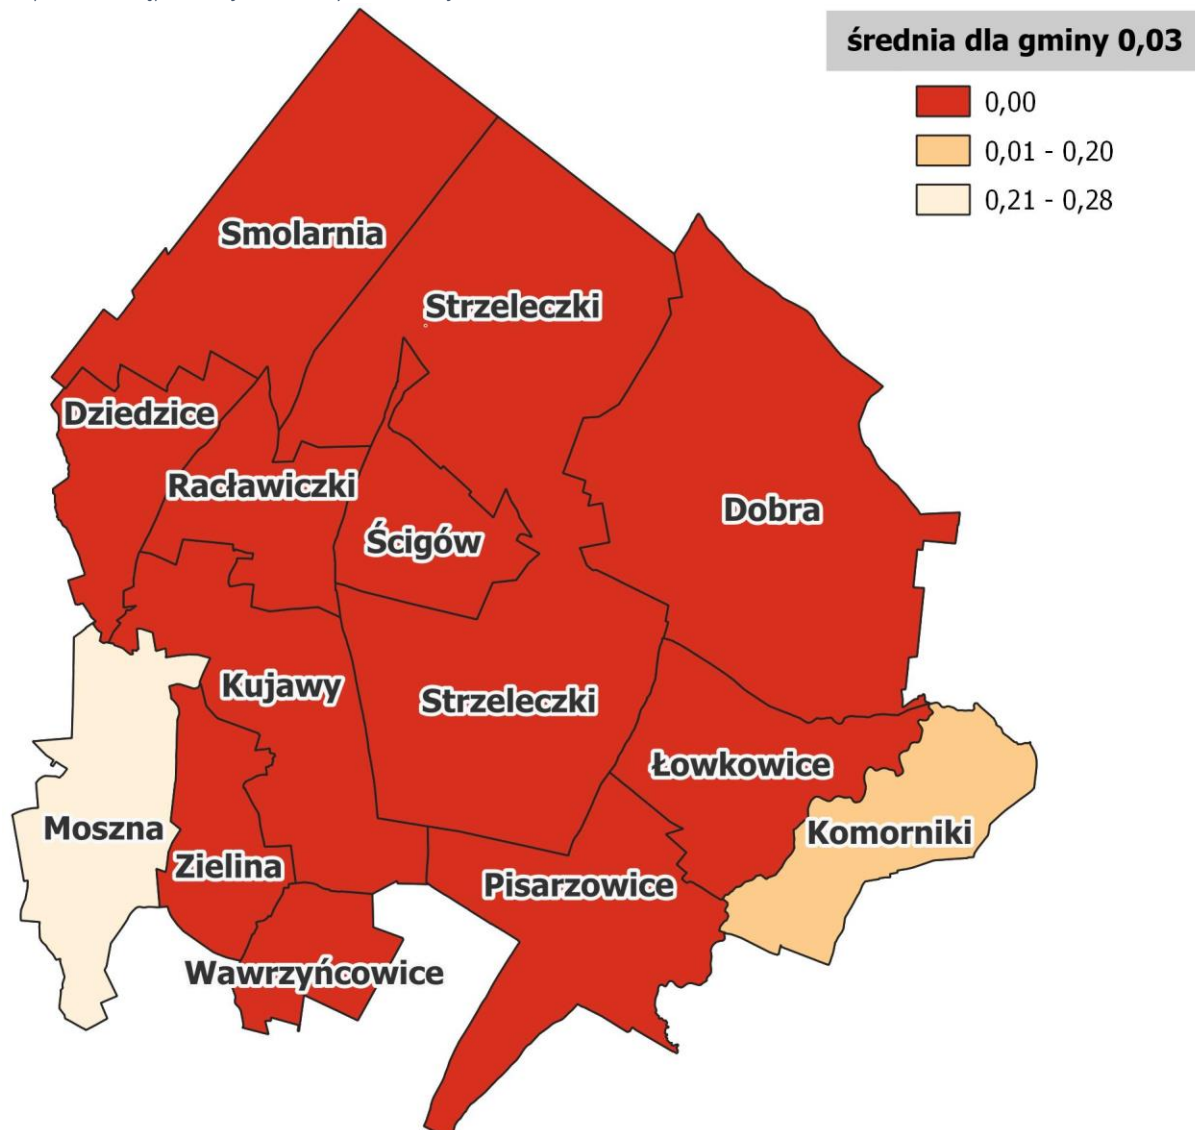 średnia dla gminy 0,03
0,00
0,01 - 0,20
0,21 - 0,28
Smolarnia
Strzeleczki
Dziedzice
Racławiczki
Dobra
Ścigów
Kujawy
Strzeleczki
Łowkowice
Moszna
Komorniki
Zielina
Pisarzowice
Wawrzyńcowice